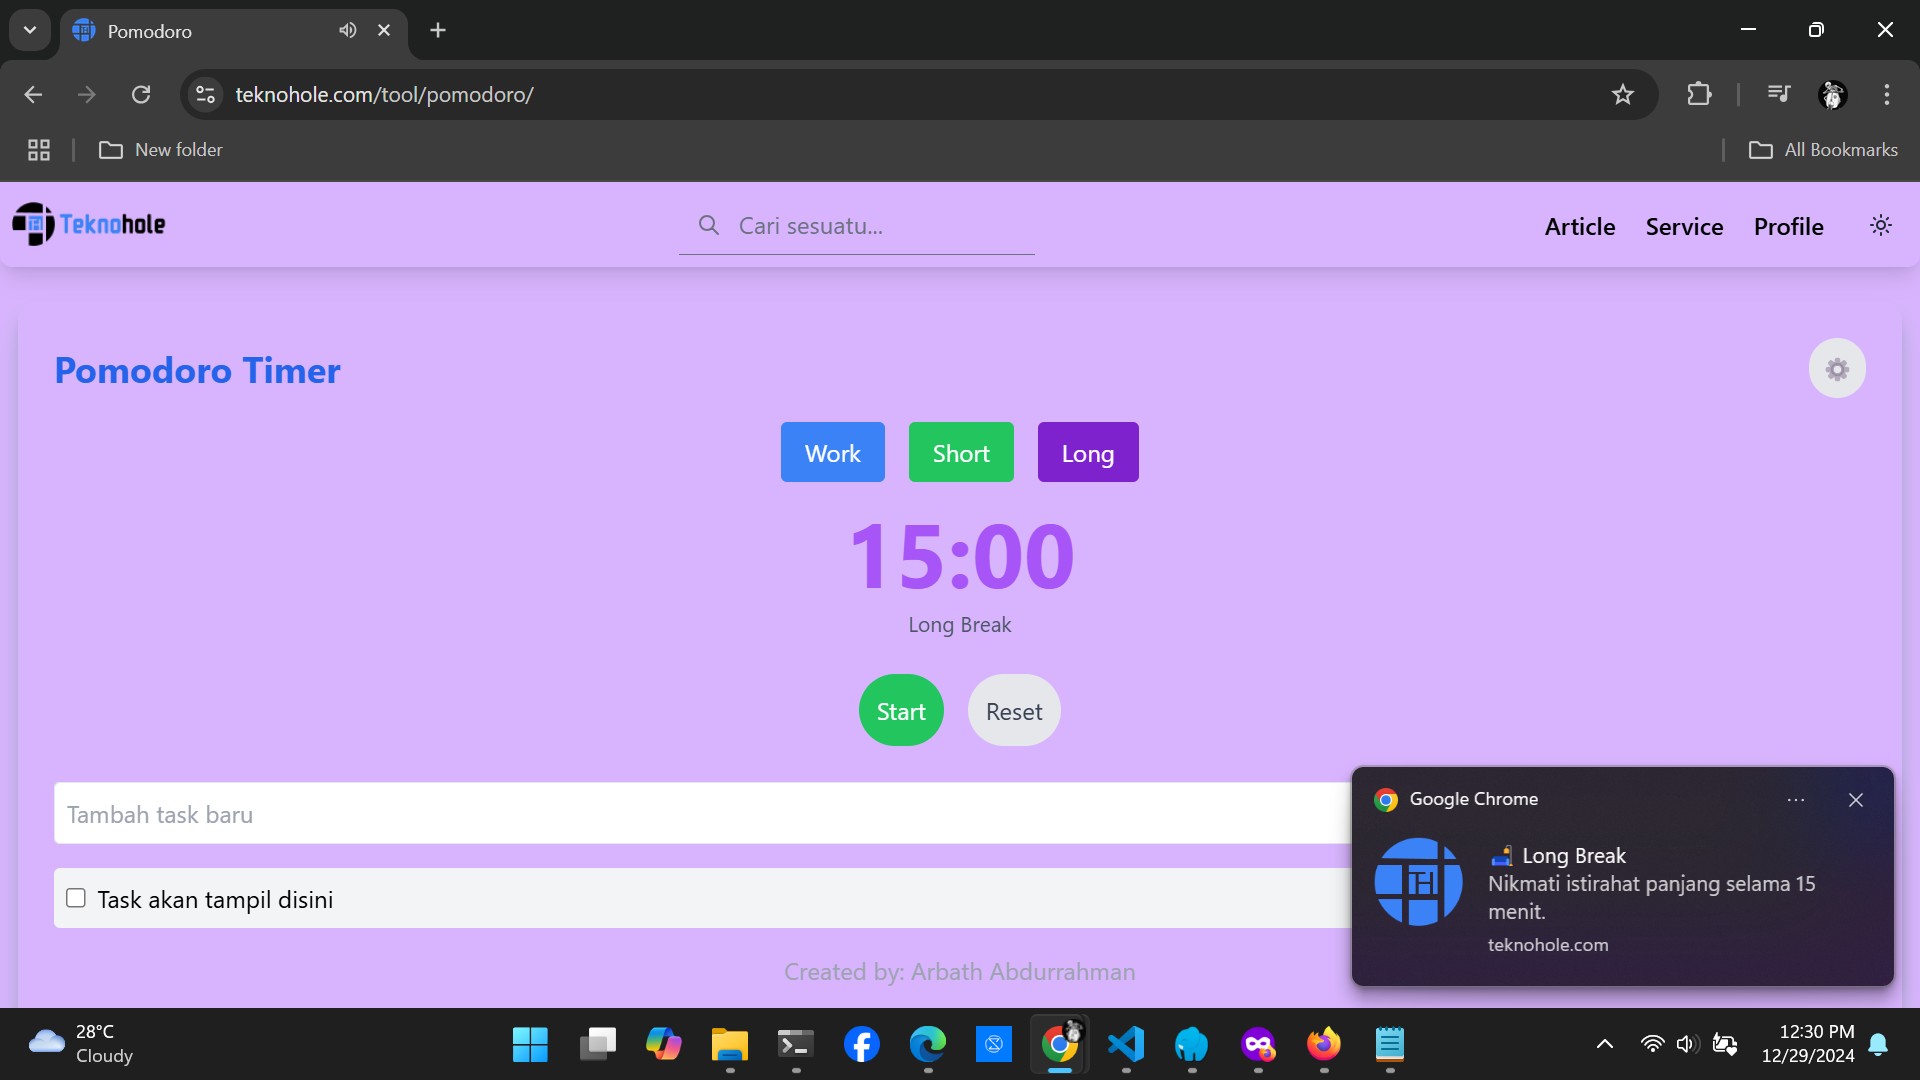 Pomodoro
teknohole.com/tool/pomodoro/
New folder
All Bookmarks
TH Teknohole
Cari sesuatu...
Article Service Profile
Pomodoro Timer
Work Short Long
15:00
Long Break
Start Reset
Tambah task baru
Task akan tampil disini
Created by: Arbath Abdurrahman
Google Chrome
TH
Long Break
Nikmati istirahat panjang selama 15
menit.
teknohole.com
28°C
Cloudy
12:30 PM
12/29/2024